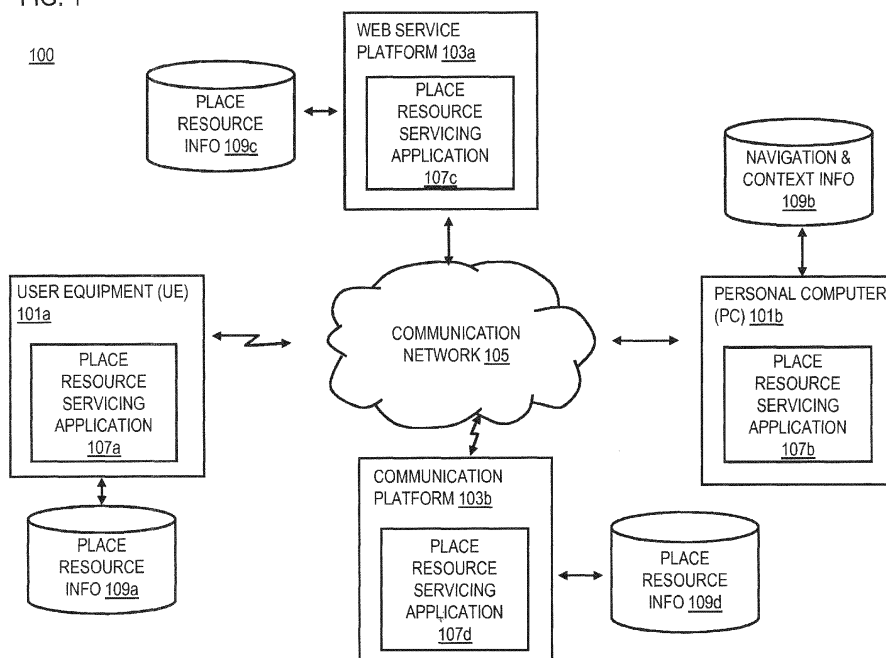 FIG. 1
100
WEB SERVICE
PLATFORM 103a
PLACE
RESOURCE
SERVICING
APPLICATION
107c
PLACE
RESOURCE
INFO 109c
NAVIGATION &
CONTEXT INFO
109b
USER EQUIPMENT (UE)
101a
PLACE
RESOURCE
SERVICING
APPLICATION
107a
COMMUNICATION
NETWORK 105
PERSONAL COMPUTER
(PC) 101b
PLACE
RESOURCE
SERVICING
APPLICATION
107b
PLACE
RESOURCE
INFO 109a
COMMUNICATION
PLATFORM 103b
PLACE
RESOURCE
SERVICING
APPLICATION
107d
PLACE
RESOURCE
INFO 109d